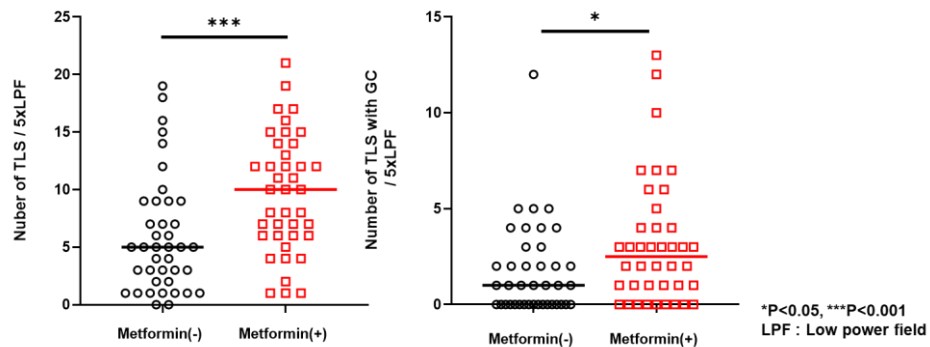 Nuber of TLS / 5xLPF
25
20
15
10
5
0
***
Metformin(-)
Metformin(+)
Number of TLS with GC
/ 5xLPF
15
10
5
0
*
Metformin(-)
Metformin(+)
*P<0.05, ***P<0.001
LPF : Low power field